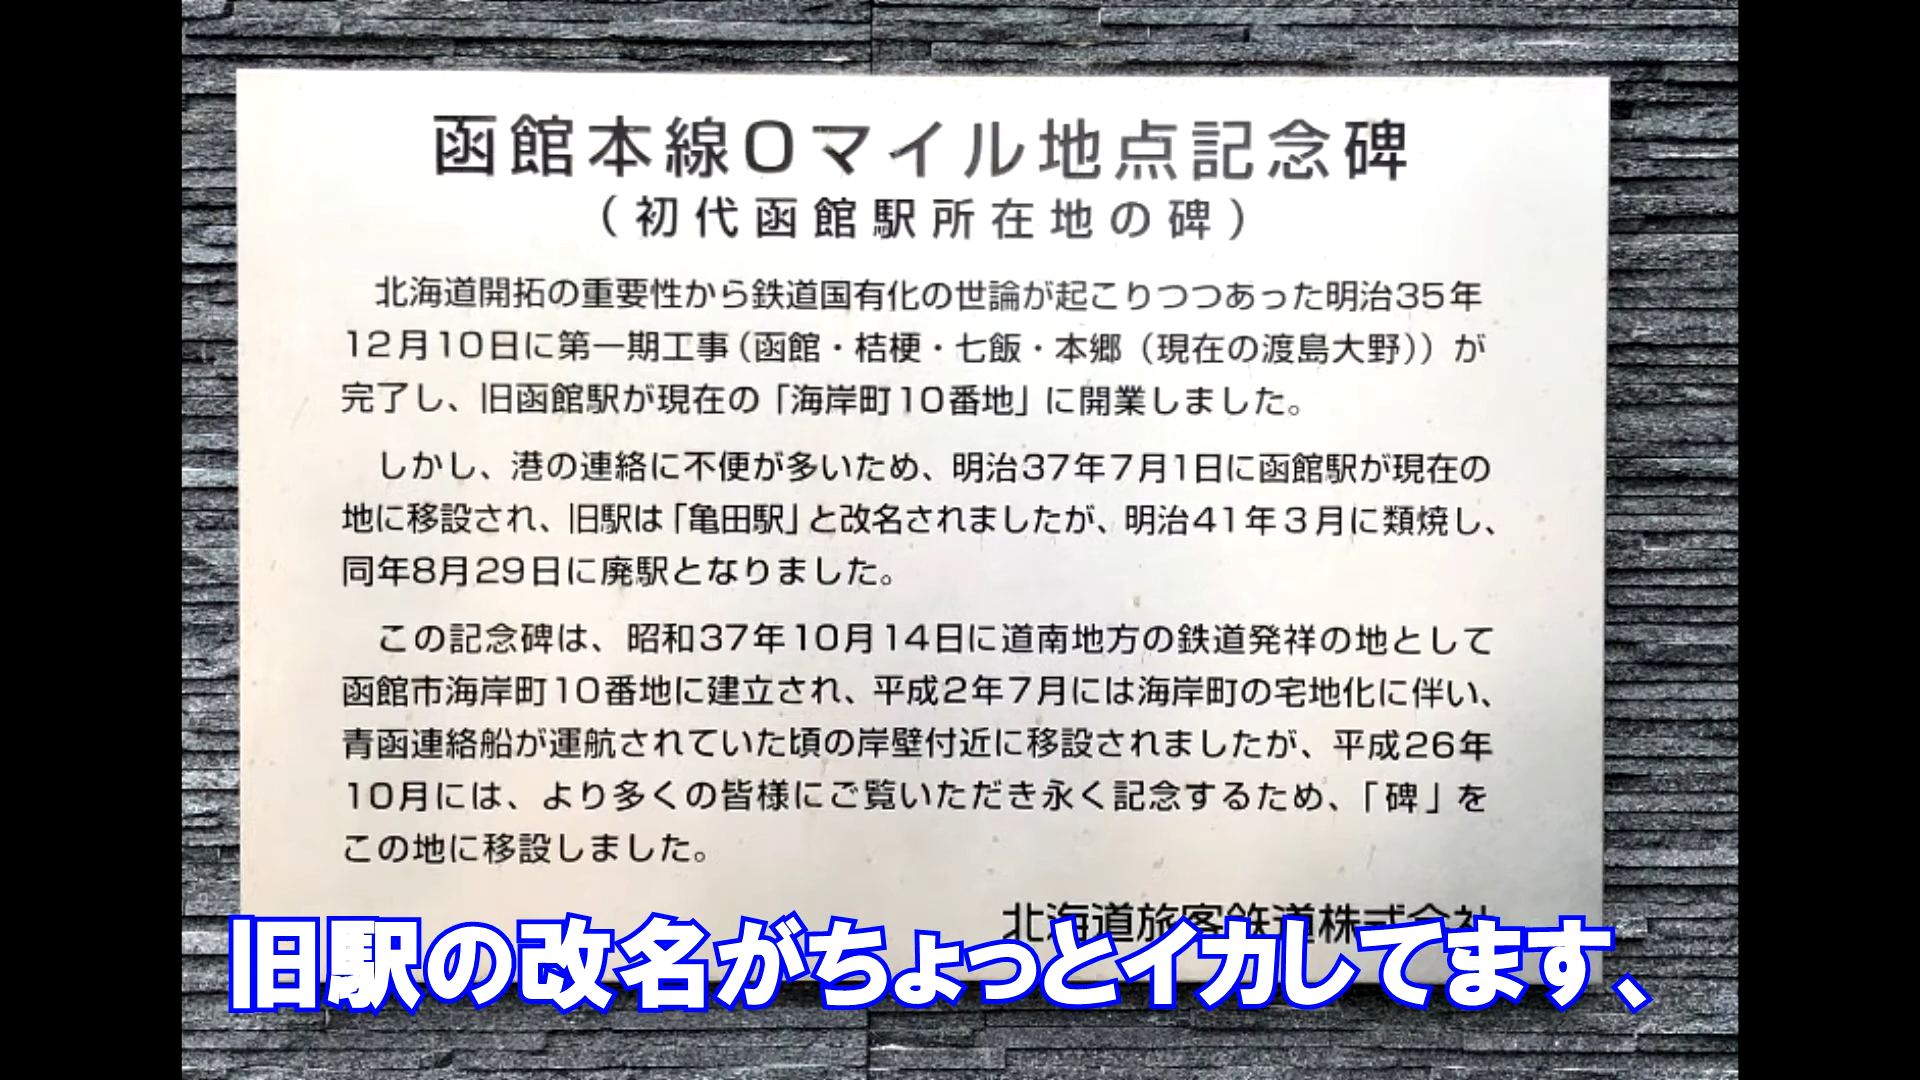 函館本線0マイル地点記念碑
（初代函館駅所在地の碑）
北海道開拓の重要性から鉄道国有化の世論が起こりつつあった明治35年
12月10日に第一期工事（函館・桔梗・七飯・本郷（現在の渡島大野））が
完了し、旧函館駅が現在の「海岸町10番地」に開業しました。
しかし、港の連絡に不便が多いため、明治37年7月1日に函館駅が現在の
地に移設され、旧駅は「亀田駅」と改名されましたが、明治41年3月に類焼し、
同年8月29日に廃駅となりました。
この記念碑は、昭和37年10月14日に道南地方の鉄道発祥の地として
函館市海岸町10番地に建立され、平成2年7月には海岸町の宅地化に伴い、
青函連絡船が運航されていた頃の岸壁付近に移設されましたが、平成26年
10月には、より多くの皆様にご覧いただき永く記念するため、「碑」を
この地に移設しました。
北海道旅客鉄道株式会社
旧駅の改名がちょっとイカしてます、